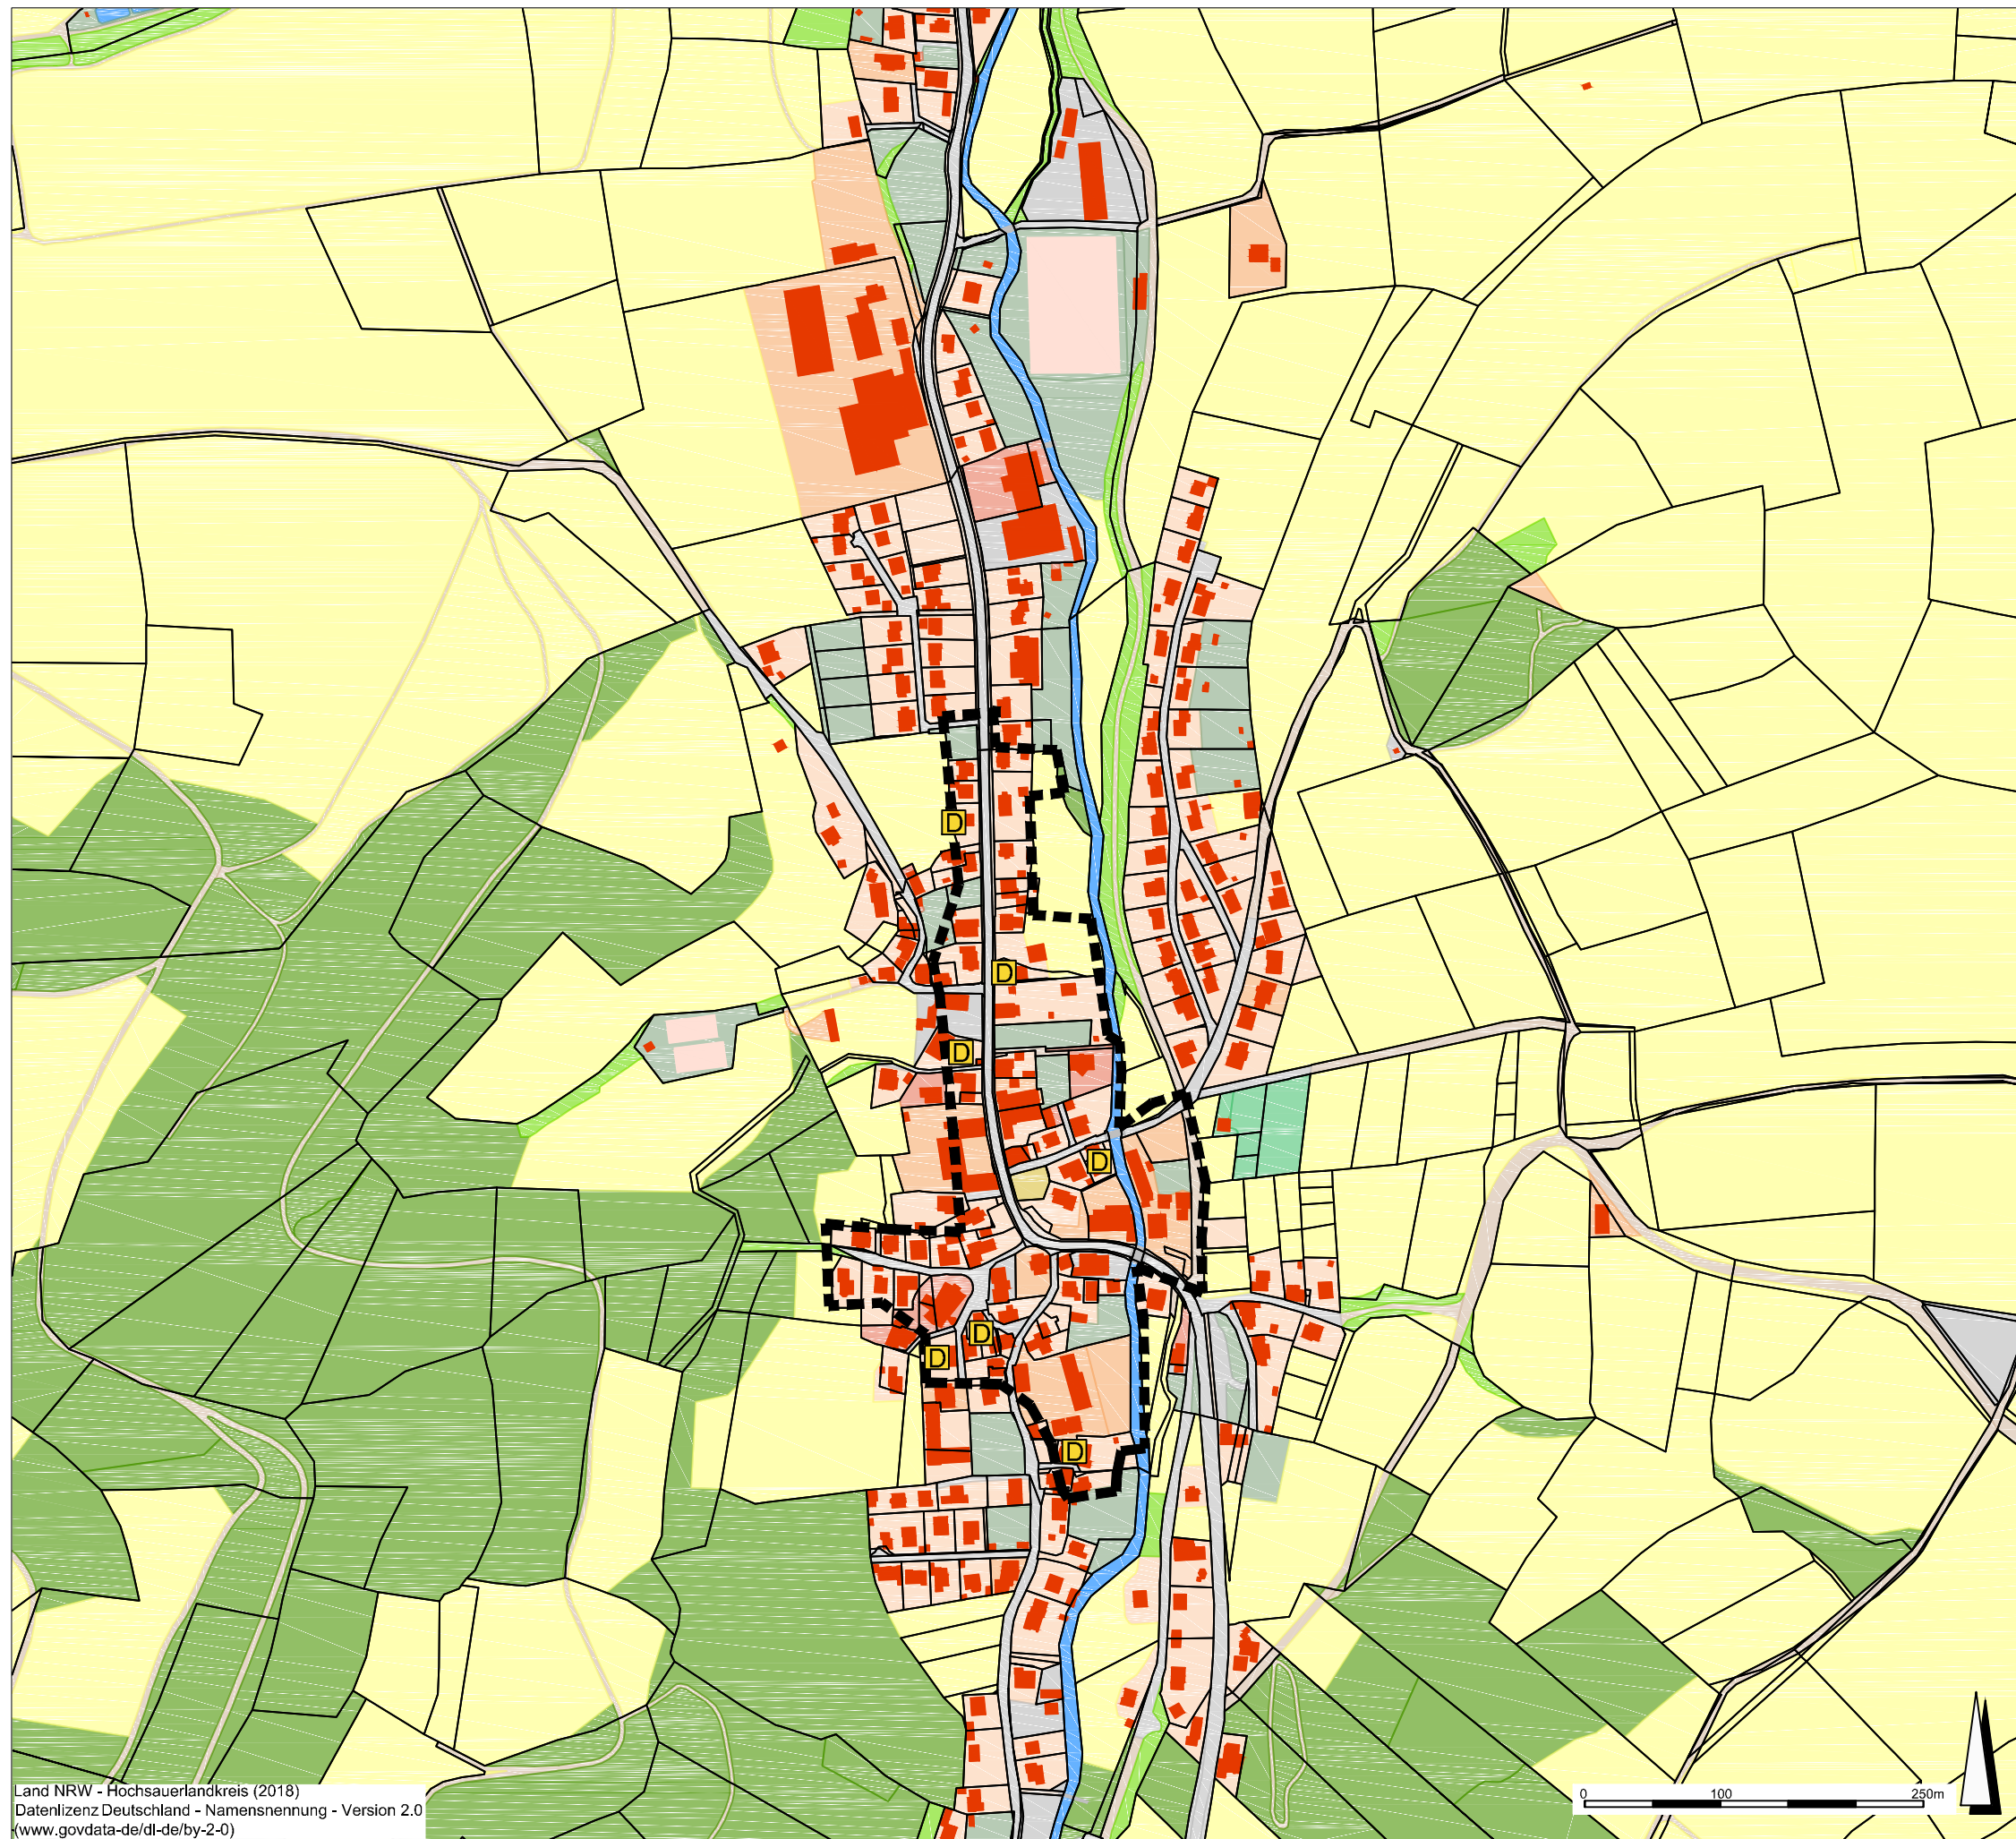 D
D
D
D
D
D
D
Land NRW - Hochsauerlandkreis (2018)
Datenlizenz Deutschland - Namensnennung - Version 2.0
(www.govdata-de/dl-de/by-2-0)
0 100 250m